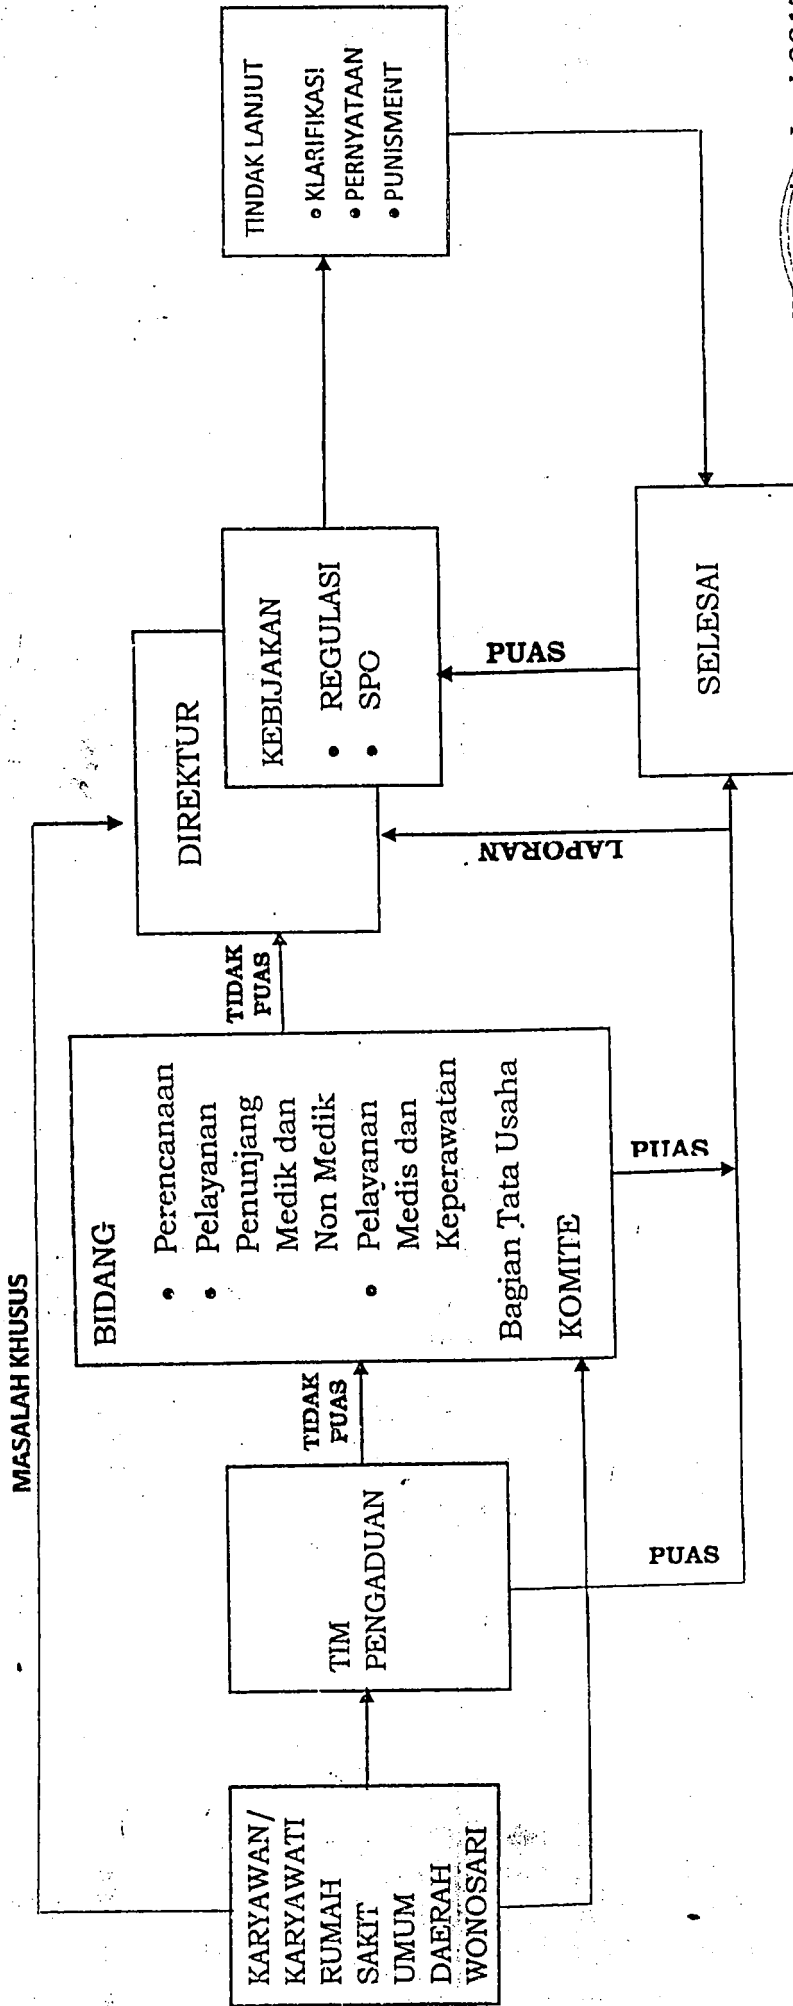 MASALAH KHUSUS
KARYAWAN/
KARYAWATI
RUMAH
SAKIT
UMUM
DAERAH
WONOSARI
TIM
PENGADUAN
TIDAK
PUAS
PUAS
BIDANG
• Perencanaan
• Pelayanan
Penunjang
Medik dan
Non Medik
• Pelayanan
Medis dan
Keperawatan
Bagian Tata Usaha
KOMITE
TIDAK
PUAS
PUAS
DIREKTUR
KEBIJAKAN
• REGULASI
• SPO
LAPORAN
PUAS
SELESAI
TINDAK LANJUT
• KLARIFIKASI
• PERNYATAAN
• PUNISMENT